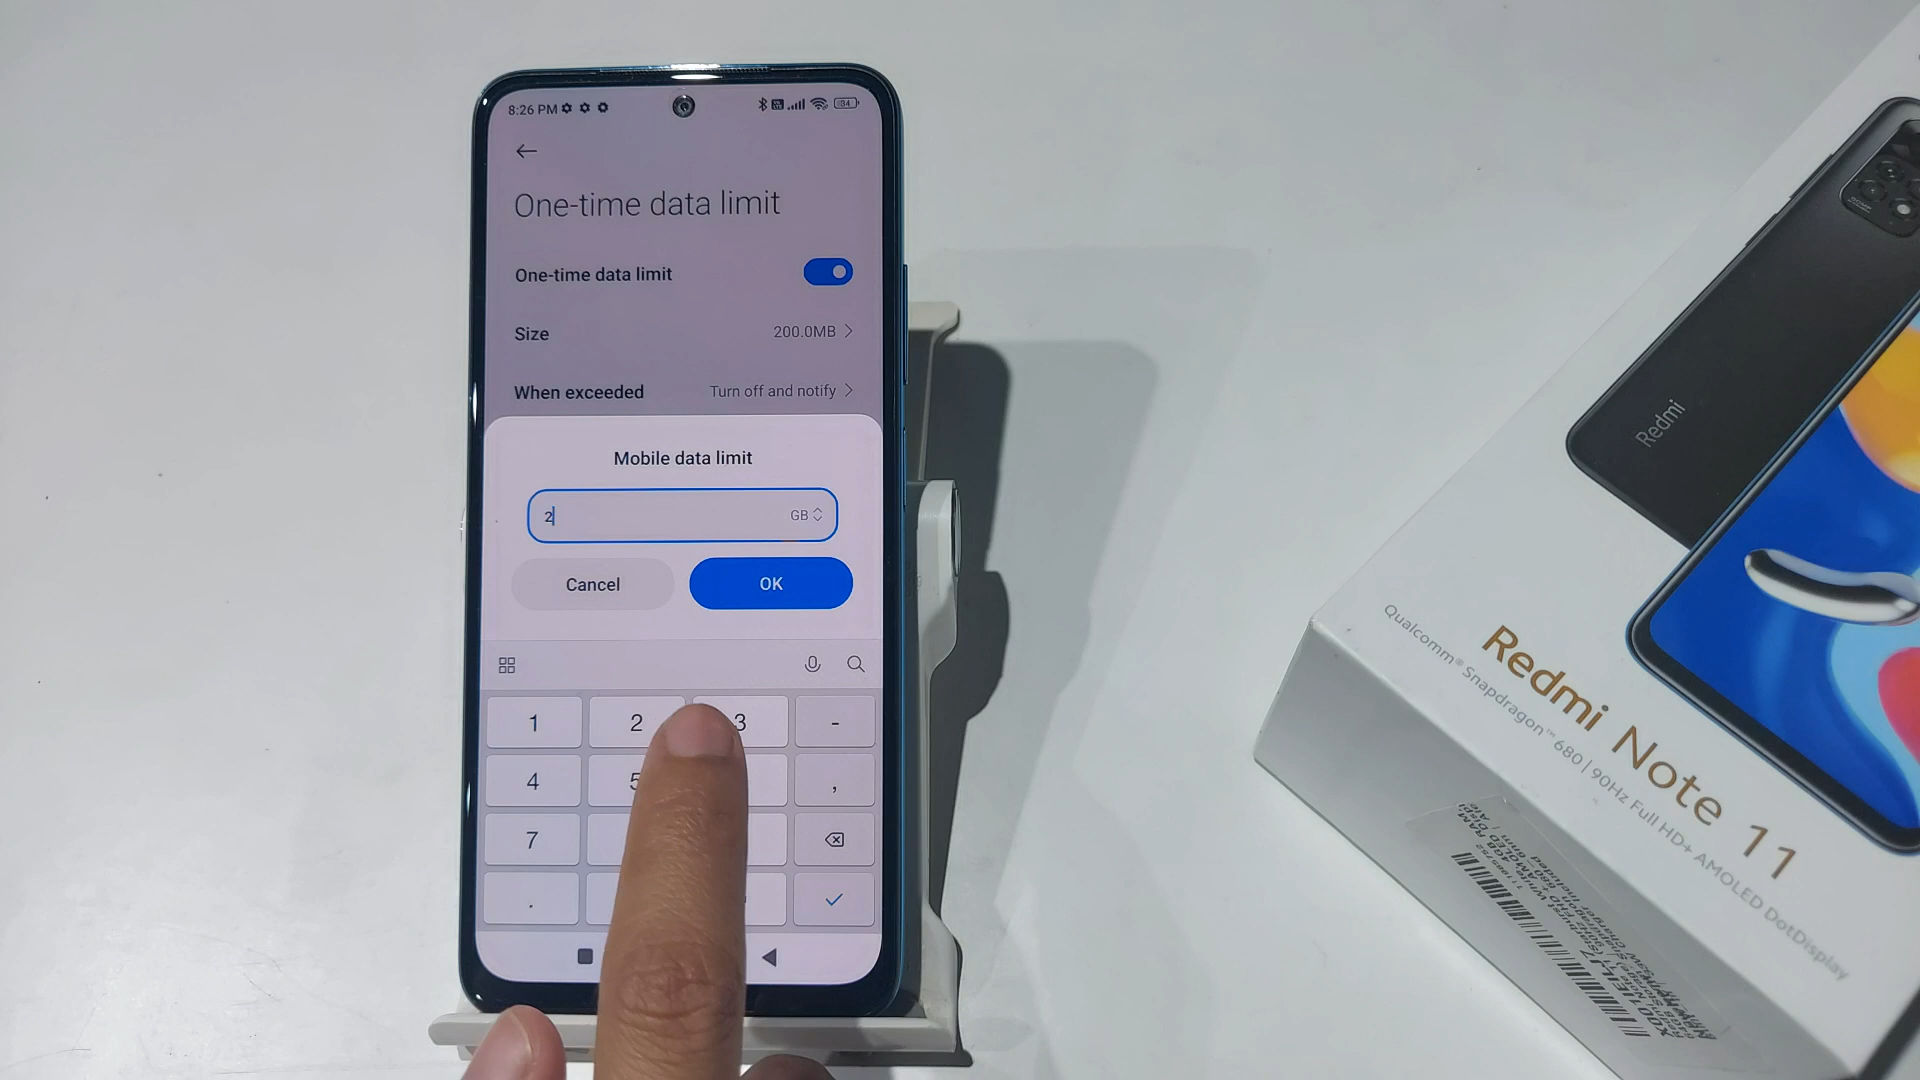 8:26 PM
34
One-time data limit
One-time data limit
Size 200.0MB
When exceeded Turn off and notify
Mobile data limit
2 GB
Cancel OK
1 2 3 -
4 5 ,
7
.
Redmi
Redmi Note 11
Qualcomm® Snapdragon™ 680 | 90Hz Full HD+ AMOLED DotDisplay